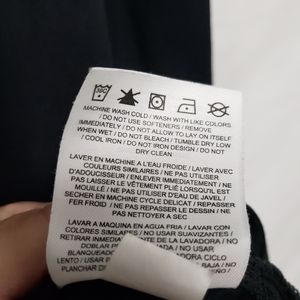 MACHINE WASH COLD / WASH WITH LIKE COLORS
/ DO NOT USE SOFTENERS / REMOVE
IMMEDIATELY / DO NOT ALLOW TO LAY ON ITSELF
WHEN WET / DO NOT BLEACH / TUMBLE DRY LOW
/ COOL IRON / DO NOT IRON DESIGN / DO NOT
DRY CLEAN
LAVER EN MACHINE A L'EAU FROIDE / LAVER AVEC
COULEURS SIMILAIRES / NE PAS UTILISER
D'ADOUCISSEUR / ENLEVER IMMEDIATEMENT / NE
PAS LAISSER LE VÊTEMENT PLIÉ LORSQU'IL EST
MOUILLÉ / NE PAS UTILISER D'EAU DE JAVEL /
SÉCHER EN MACHINE CYCLE DELICAT / REPASSER
FER FROID / NE PAS REPASSER LE DESSIN / NE
PAS NETTOYER A SEC
LAVAR A MAQUINA EN AGUA FRIA / LAVAR CON
COLORES SIMILARES / NO USAR SUAVIZANTES /
RETIRAR INMEDIATAMENTE DE LA LAVADORA / NO
DOBLAR
BLANQUEADOR CICLO
LENTO / USAR
PLANCHAR